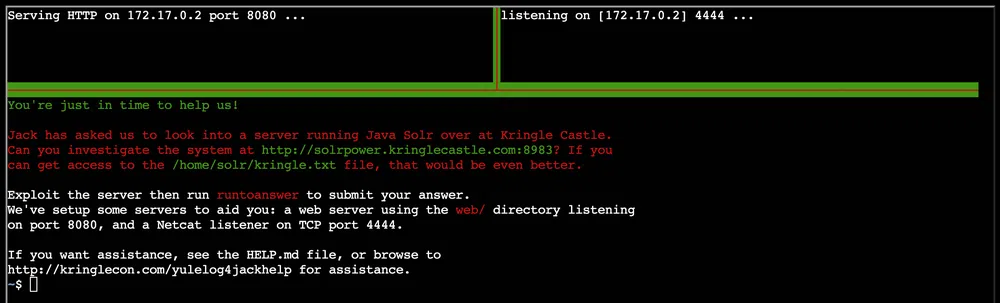 Serving HTTP on 172.17.0.2 port 8080 ...
listening on [172.17.0.2] 4444 ...
You're just in time to help us!
Jack has asked us to look into a server running Java Solr over at Kringle Castle.
Can you investigate the system at http://solrpower.kringlecastle.com:8983? If you
can get access to the /home/solr/kringle.txt file, that would be even better.
Exploit the server then run runtoanswer to submit your answer.
We've setup some servers to aid you: a web server using the web/ directory listening
on port 8080, and a Netcat listener on TCP port 4444.
If you want assistance, see the HELP.md file, or browse to
http://kringlecon.com/yulelog4jackhelp for assistance.
~$